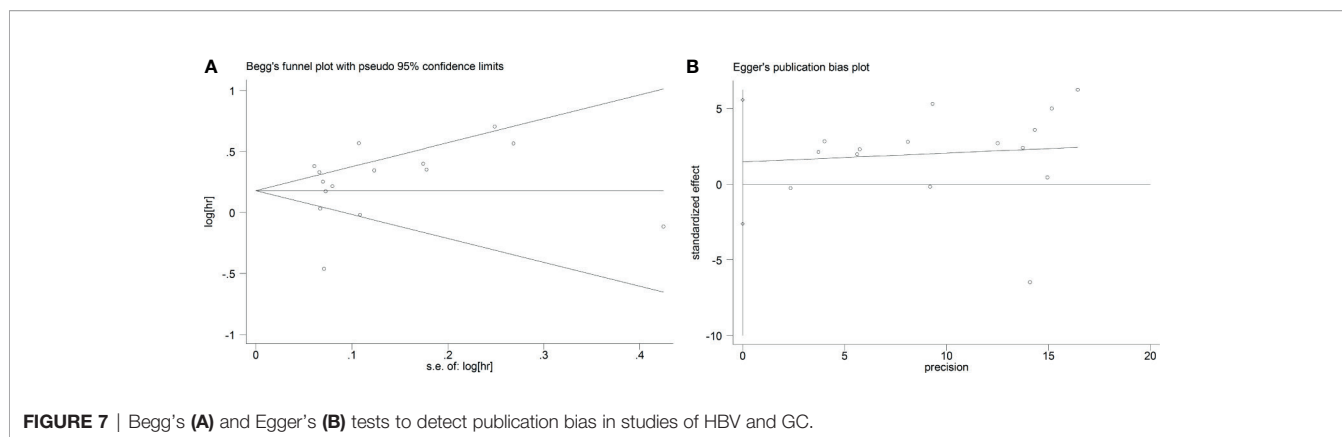 A
Begg's funnel plot with pseudo 95% confidence limits
log[hr]
1
.5
0
-.5
-1
0
.1
.2
.3
.4
s.e. of: log[hr]
B
Egger's publication bias plot
standardized effect
5
0
-5
-10
0
5
10
15
20
precision
FIGURE 7 | Begg's (A) and Egger's (B) tests to detect publication bias in studies of HBV and GC.